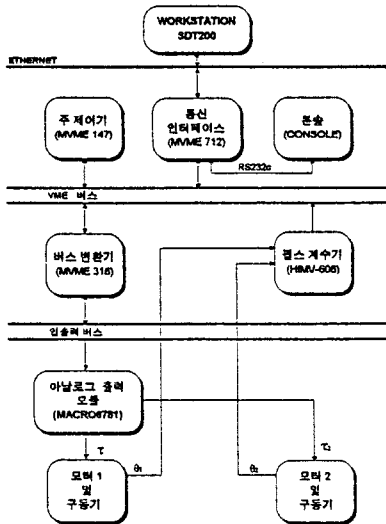 WORKSTATION
SDT200
ETHERNET
주 제어기
(MVME 147)
통신
인터페이스
(MVME 712)
콘솔
(CONSOLE)
RS232c
VME 버스
버스 변환기
(MVME 316)
펄스 계수기
(HIMV-606)
입출력 버스
아날로그 출력
모듈
(MACRO6781)
τ
τ₂
θ₁
θ₂
모터 1
및
구동기
모터 2
및
구동기